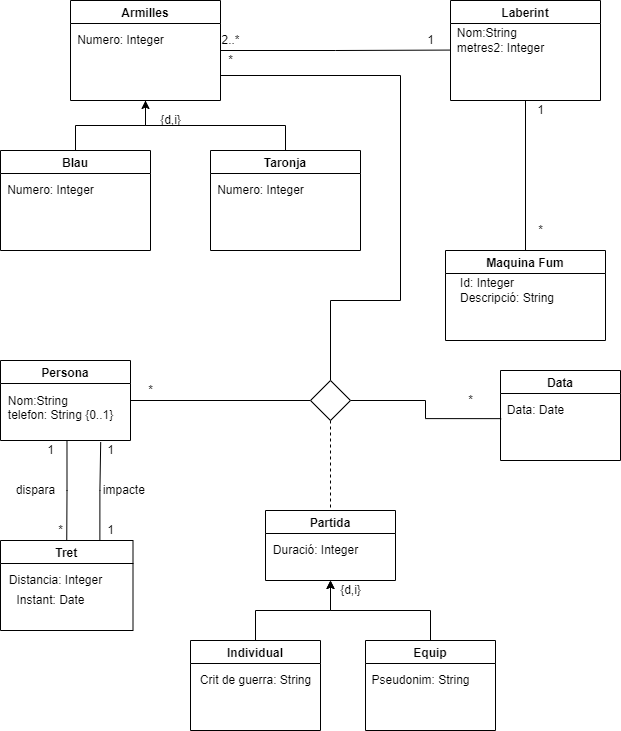 Armilles
Numero: Integer
2..*
1
*
Laberint
Nom:String
metres2: Integer
{d,i}
1
*
Blau
Numero: Integer
Taronja
Numero: Integer
Maquina Fum
Id: Integer
Descripció: String
Persona
Nom:String
telefon: String {0..1}
*
*
Data
Data: Date
1
1
dispara
impacte
*
1
Tret
Distancia: Integer
Instant: Date
Partida
Duració: Integer
{d,i}
Individual
Crit de guerra: String
Equip
Pseudonim: String